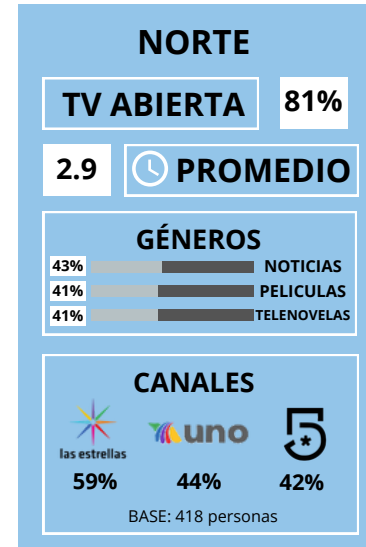 NORTE
TV ABIERTA 81%
2.9 PROMEDIO
GÉNEROS
43% NOTICIAS
41% PELICULAS
41% TELENOVELAS
CANALES
las estrellas uno 5
59% 44% 42%
BASE: 418 personas